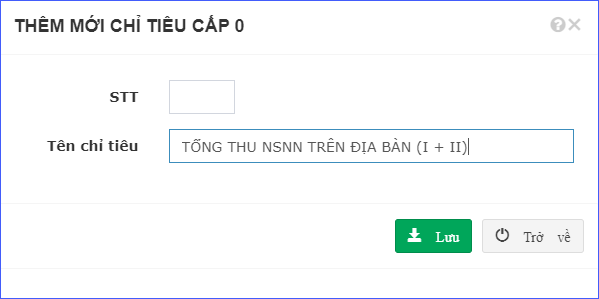 THÊM MỚI CHỈ TIÊU CẤP 0
STT
Tên chỉ tiêu
TỔNG THU NSNN TRÊN ĐỊA BÀN (I + II)
Lưu
Trở về